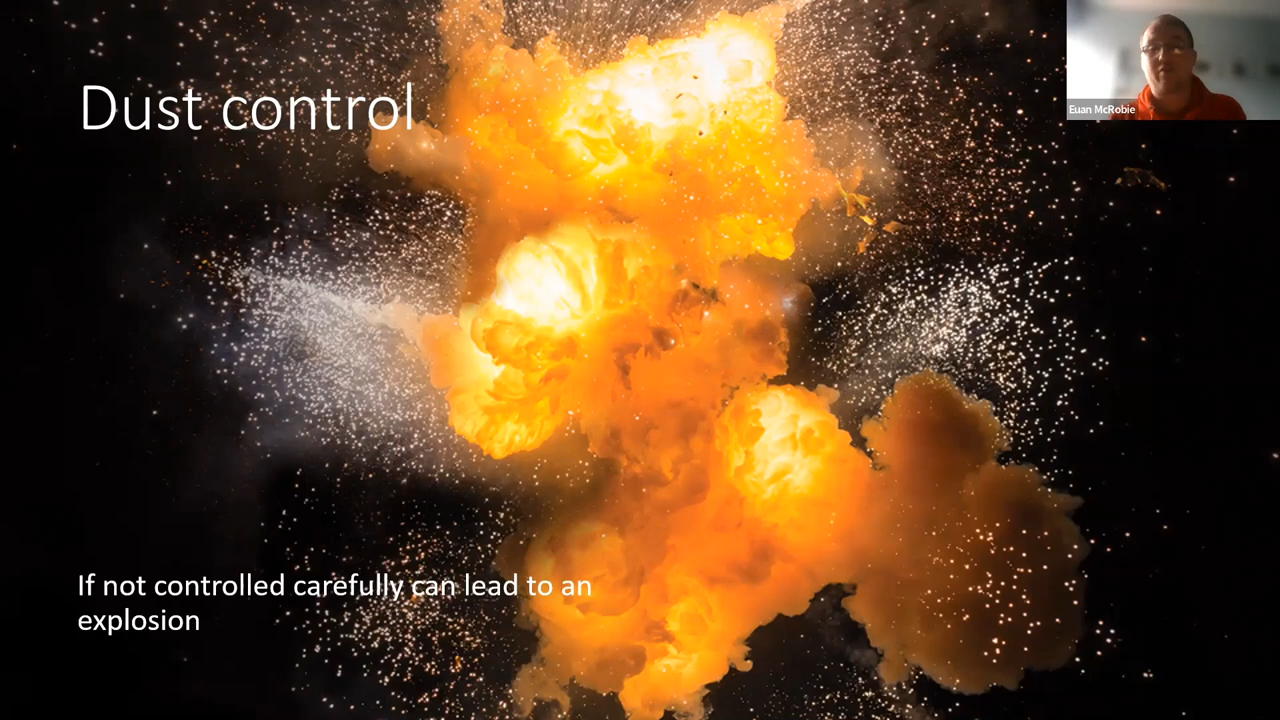 Dust control
Euan McRobie
If not controlled carefully can lead to an
explosion